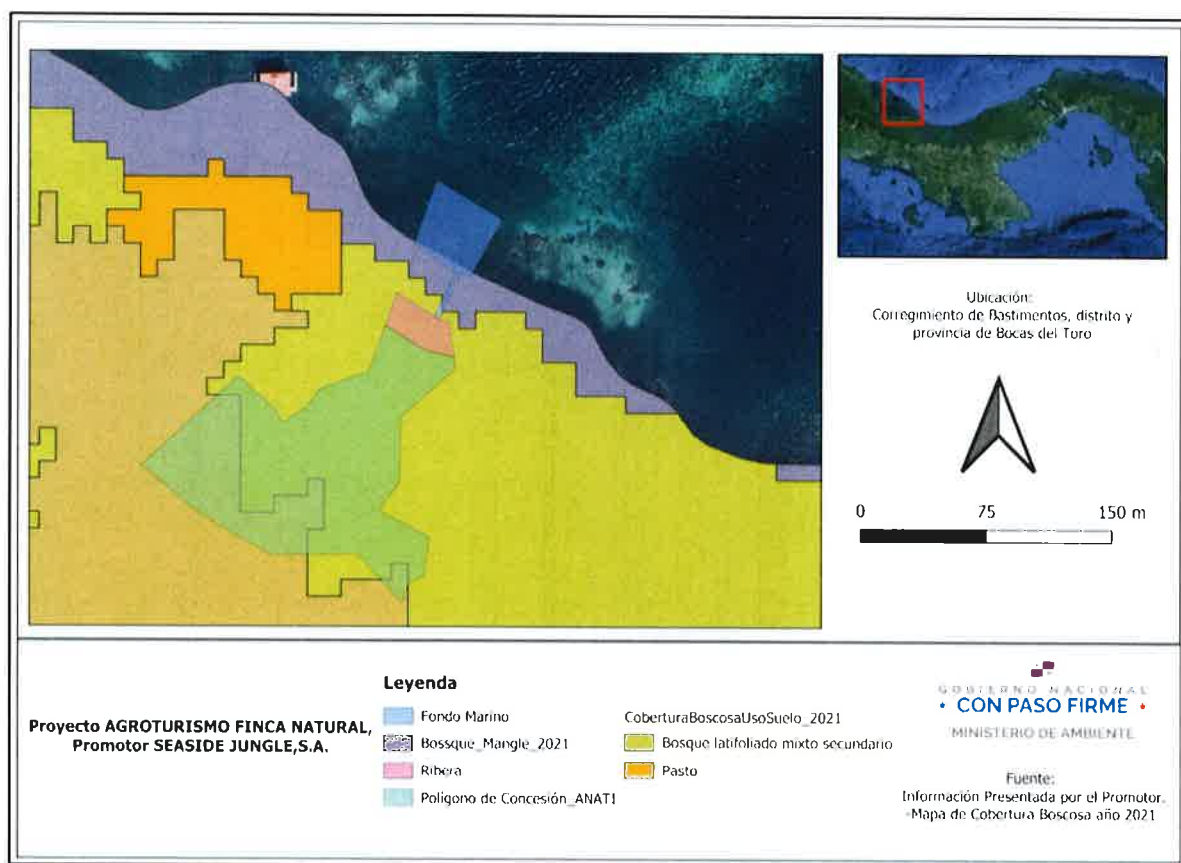 Ubicación:
Corregimiento de Bastimentos, distrito y
provincia de Bocas del Toro
0 75 150 m
Proyecto AGROTURISMO FINCA NATURAL,
Promotor SEASIDE JUNGLE,S.A.
Leyenda
Fondo Marino
Bossque_Mangle_2021
Ribera
Polígono de Concesión_ANATI
CoberturaBoscosaUsoSuelo_2021
Bosque latifoliado mixto secundario
Pasto
GOBIERNO NACIONAL
• CON PASO FIRME •
MINISTERIO DE AMBIENTE
Fuente:
Información Presentada por el Promotor.
-Mapa de Cobertura Boscosa año 2021